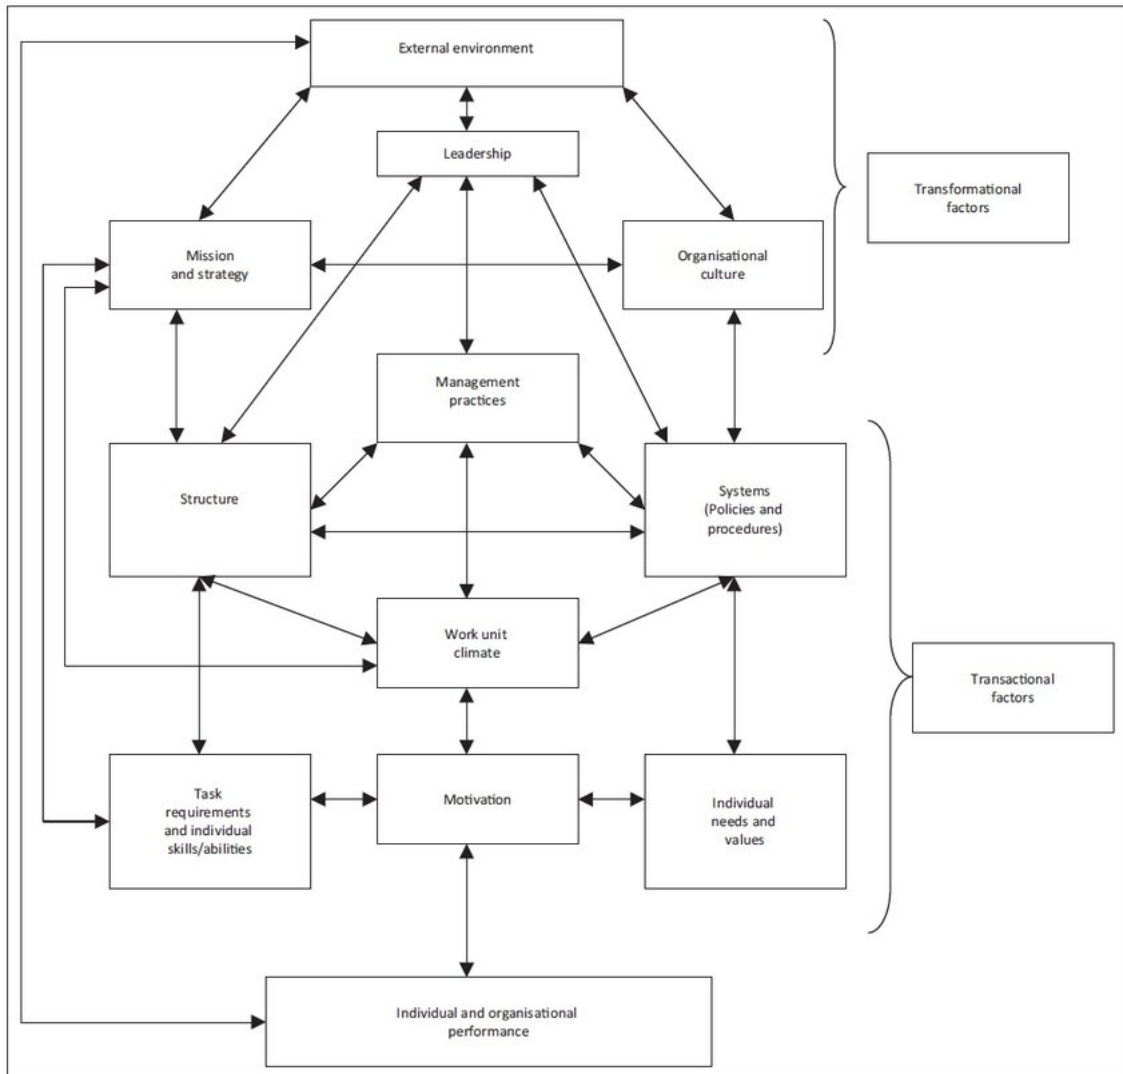 External environment
Leadership
Transformational
factors
Mission
and strategy
Organisational
culture
Management
practices
Structure
Systems
(Policies and
procedures)
Work unit
climate
Transactional
factors
Task
requirements
and individual
skills/abilities
Motivation
Individual
needs and
values
Individual and organisational
performance